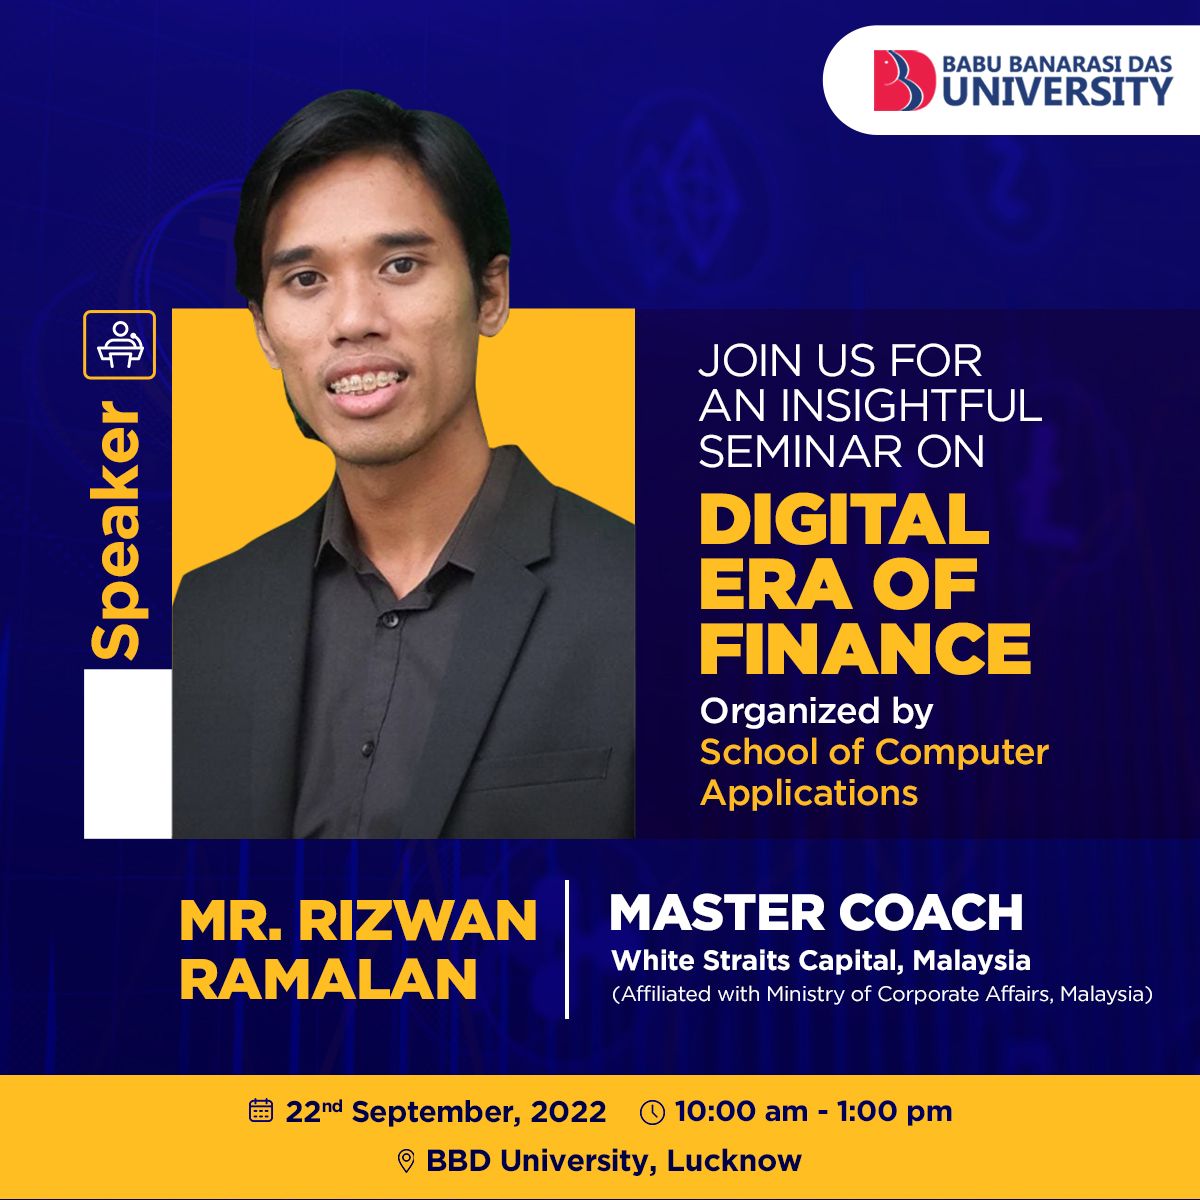 BABU BANARASI DAS
UNIVERSITY
Speaker
JOIN US FOR
AN INSIGHTFUL
SEMINAR ON
DIGITAL
ERA OF
FINANCE
Organized by
School of Computer
Applications
MR. RIZWAN
RAMALAN
MASTER COACH
White Straits Capital, Malaysia
(Affiliated with Ministry of Corporate Affairs, Malaysia)
22nd September, 2022 10:00 am - 1:00 pm
BBD University, Lucknow